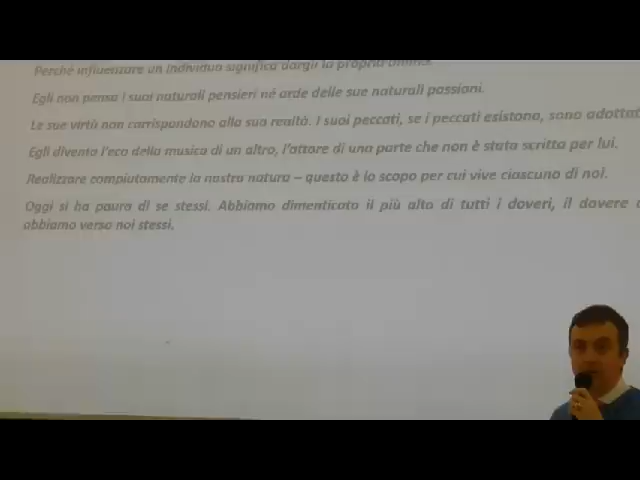 Perché influenzare un individuo significa dargli la propria anima.
Egli non pensa i suoi naturali pensieri né arde delle sue naturali passioni.
Le sue virtù non corrispondono alla sua realtà. I suoi peccati, se i peccati esistono, sono adottat
Egli diventa l'eco della musica di un altro, l'attore di una parte che non è stata scritta per lui.
Realizzare compiutamente la nostra natura – questo è lo scopo per cui vive ciascuno di noi.
Oggi si ha paura di se stessi. Abbiamo dimenticato il più alto di tutti i doveri, il dovere
abbiamo verso noi stessi.